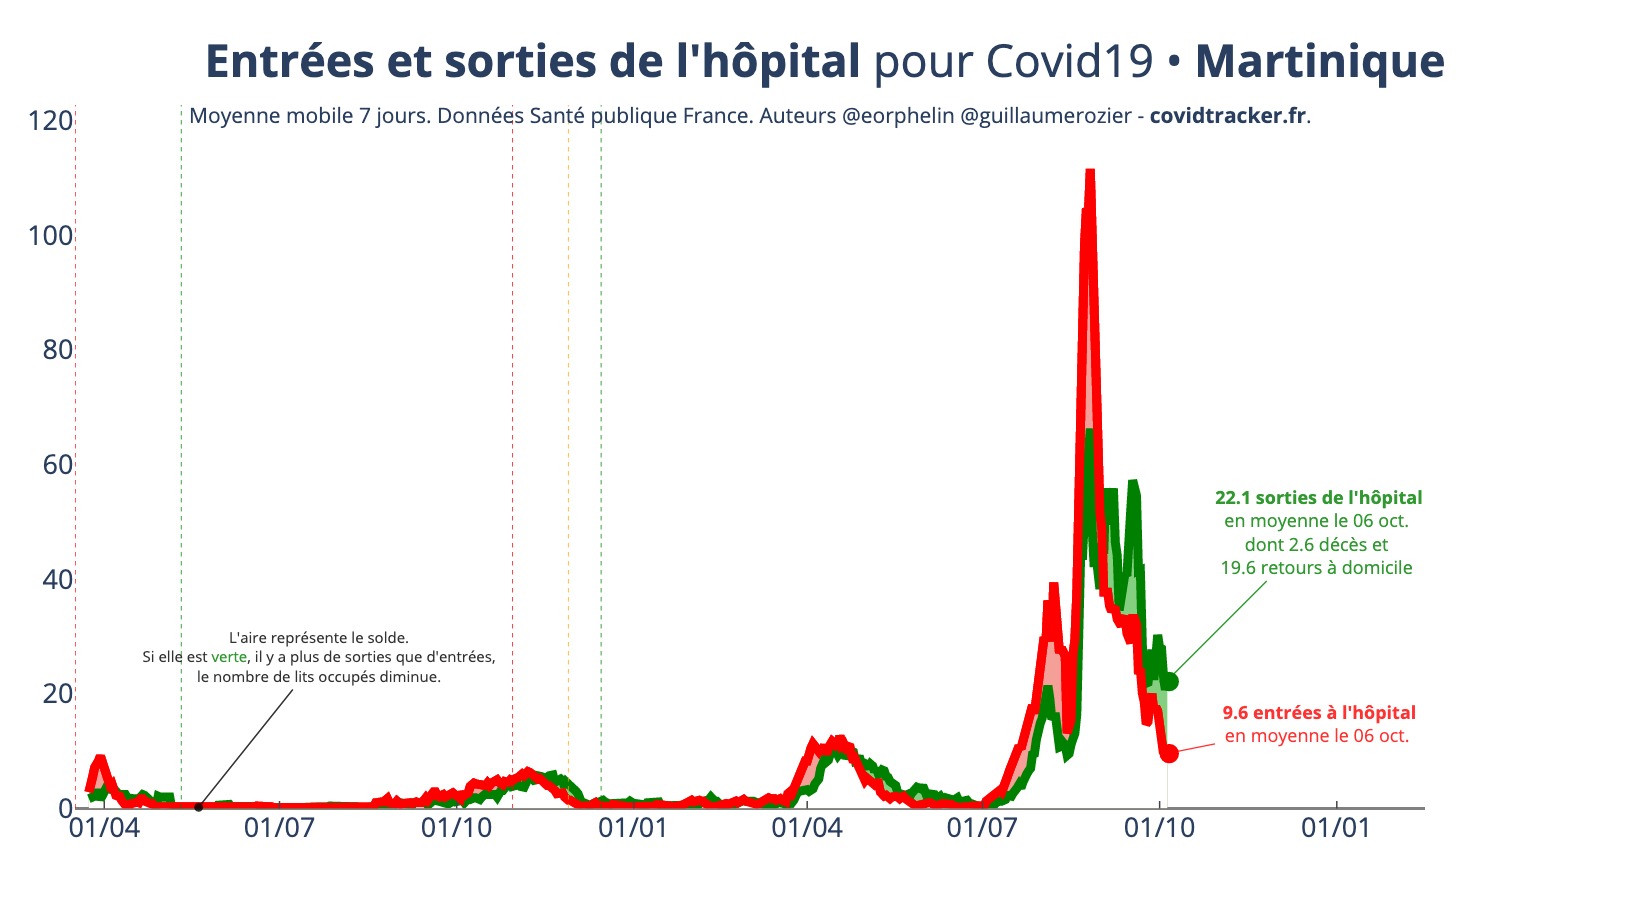 Entrées et sorties de l'hôpital pour Covid19 • Martinique
Moyenne mobile 7 jours. Données Santé publique France. Auteurs @eorphelin @guillaumerozier - covidtracker.fr.
120
100
80
60
40
20
0
22.1 sorties de l'hôpital
en moyenne le 06 oct.
dont 2.6 décès et
19.6 retours à domicile
L'aire représente le solde.
Si elle est verte, il y a plus de sorties que d'entrées,
le nombre de lits occupés diminue.
9.6 entrées à l'hôpital
en moyenne le 06 oct.
01/04 01/07 01/10 01/01 01/04 01/07 01/10 01/01